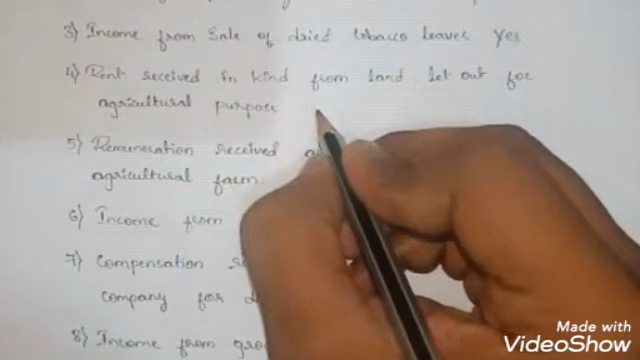 3) Income from Sale of dried tobacco leaves Yes
4) Rent received in kind from land let out for
agricultural purpose
5) Remuneration received
agricultural farm.
6) Income from
7) Compensation
company for
8) Income from
Made with
VideoShow